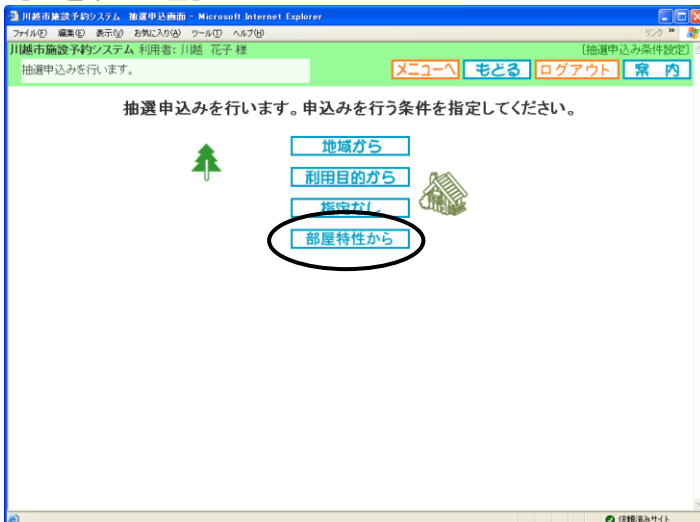 川越市施設予約システム 抽選申込画面 - Microsoft Internet Explorer
ファイル(F) 編集(E) 表示(V) お気に入り(A) ツール(T) ヘルプ(H) リンク »
川越市施設予約システム 利用者: 川越 花子 様 [抽選申込み条件設定]
抽選申込みを行います。 メニューへ もどる ログアウト 案 内
抽選申込みを行います。申込みを行う条件を指定してください。
地域から
利用目的から
指定なし
部屋特性から
信頼済みサイト